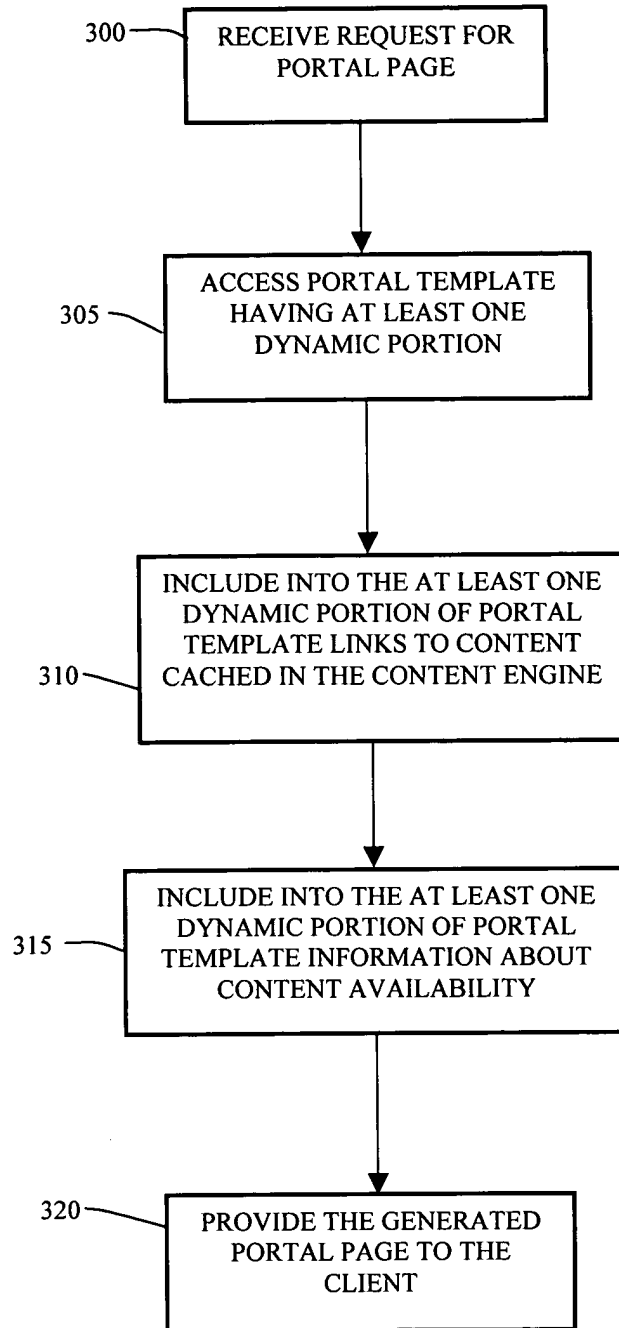 300
RECEIVE REQUEST FOR
PORTAL PAGE
305
ACCESS PORTAL TEMPLATE
HAVING AT LEAST ONE
DYNAMIC PORTION
310
INCLUDE INTO THE AT LEAST ONE
DYNAMIC PORTION OF PORTAL
TEMPLATE LINKS TO CONTENT
CACHED IN THE CONTENT ENGINE
315
INCLUDE INTO THE AT LEAST ONE
DYNAMIC PORTION OF PORTAL
TEMPLATE INFORMATION ABOUT
CONTENT AVAILABILITY
320
PROVIDE THE GENERATED
PORTAL PAGE TO THE
CLIENT